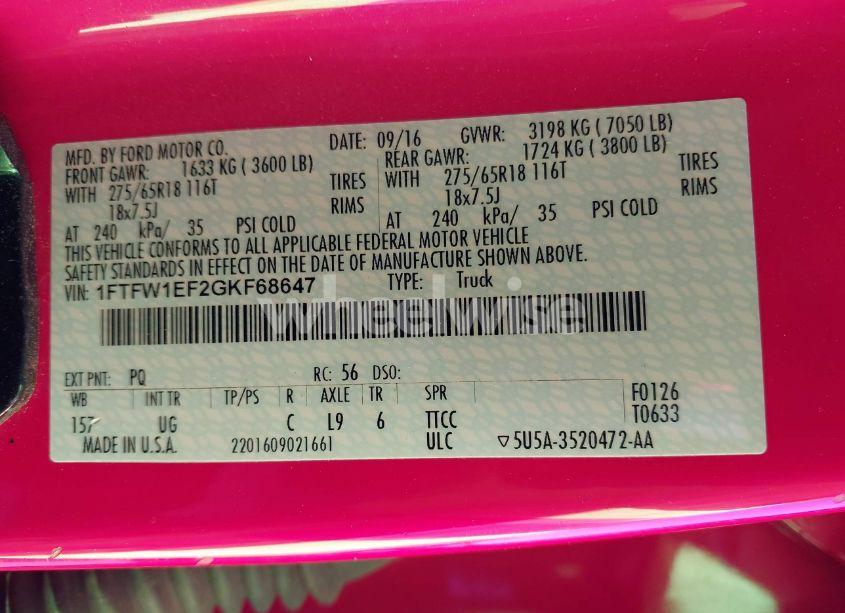 MFD. BY FORD MOTOR CO. DATE: 09/16 GVWR: 3198 KG ( 7050 LB)
FRONT GAWR: 1633 KG ( 3600 LB) REAR GAWR: 1724 KG ( 3800 LB)
WITH 275/65R18 116T TIRES WITH 275/65R18 116T TIRES
18x7.5J RIMS 18x7.5J RIMS
AT 240 kPa/ 35 PSI COLD AT 240 kPa/ 35 PSI COLD
THIS VEHICLE CONFORMS TO ALL APPLICABLE FEDERAL MOTOR VEHICLE
SAFETY STANDARDS IN EFFECT ON THE DATE OF MANUFACTURE SHOWN ABOVE.
VIN: 1FTFW1EF2GKF68647 TYPE: Truck
wheelwise
EXT PNT: PQ RC: 56 DSO:
WB INT TR TP/PS R AXLE TR SPR F0126
157 UG C L9 6 TTCC T0633
MADE IN U.S.A. 2201609021661 ULC ▽5U5A-3520472-AA